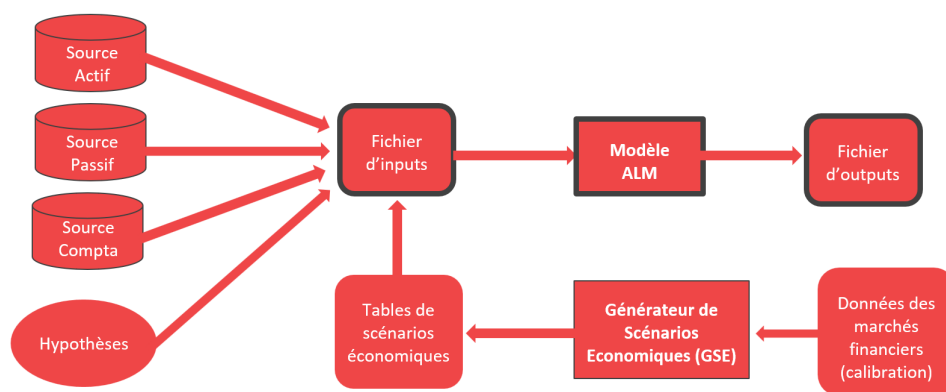 Source
Actif
Source
Passif
Source
Compta
Hypothèses
Fichier
d'inputs
Modèle
ALM
Fichier
d'outputs
Tables de
scénarios
économiques
Générateur de
Scénarios
Economiques (GSE)
Données des
marchés
financiers
(calibration)